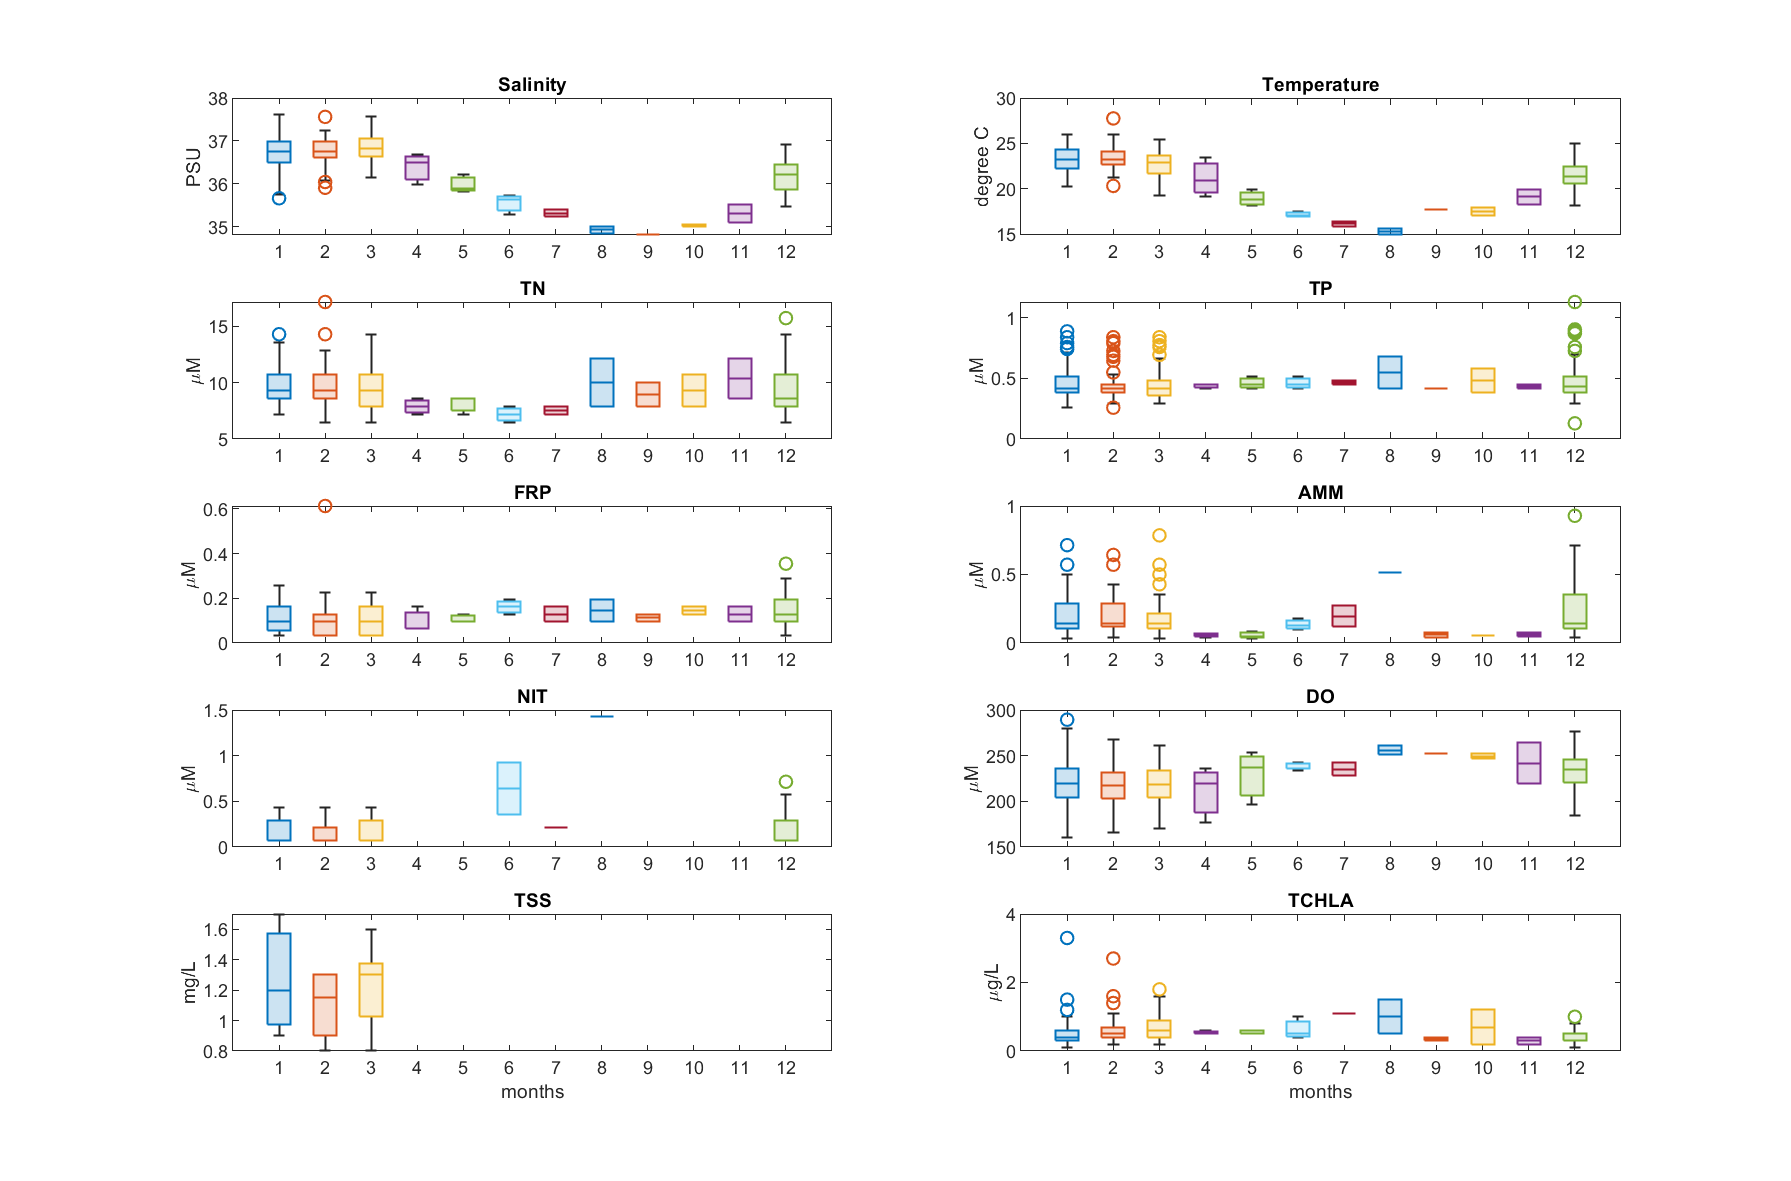 Salinity
38
37
36
35
PSU
1 2 3 4 5 6 7 8 9 10 11 12
Temperature
30
25
20
15
degree C
1 2 3 4 5 6 7 8 9 10 11 12
TN
15
10
5
μM
1 2 3 4 5 6 7 8 9 10 11 12
TP
1
0.5
0
μM
1 2 3 4 5 6 7 8 9 10 11 12
FRP
0.6
0.4
0.2
0
μM
1 2 3 4 5 6 7 8 9 10 11 12
AMM
1
0.5
0
μM
1 2 3 4 5 6 7 8 9 10 11 12
NIT
1.5
1
0.5
0
μM
1 2 3 4 5 6 7 8 9 10 11 12
DO
300
250
200
150
μM
1 2 3 4 5 6 7 8 9 10 11 12
TSS
1.6
1.4
1.2
1
0.8
mg/L
1 2 3 4 5 6 7 8 9 10 11 12
months
TCHLA
4
2
0
μg/L
1 2 3 4 5 6 7 8 9 10 11 12
months